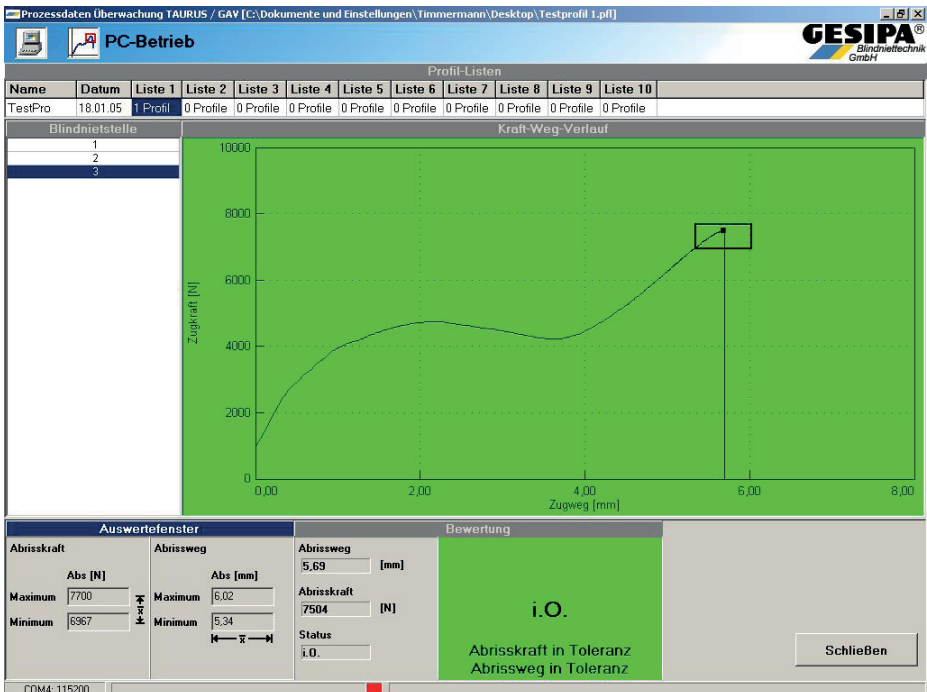 Prozessdaten Überwachung TAURUS / GAV [C:\Dokumente und Einstellungen\Timmermann\Desktop\Testprofil 1.pfl]
PC-Betrieb
GESIPA®
Blindniettechnik
GmbH
Profil-Listen
Name Datum Liste 1 Liste 2 Liste 3 Liste 4 Liste 5 Liste 6 Liste 7 Liste 8 Liste 9 Liste 10
TestPro 18.01.05 1 Profil 0 Profile 0 Profile 0 Profile 0 Profile 0 Profile 0 Profile 0 Profile 0 Profile 0 Profile
Blindnietstelle
1
2
3
Kraft-Weg-Verlauf
10000
8000
6000
4000
2000
0
Zugkraft [N]
0,00 2,00 4,00 6,00 8,00
Zugweg [mm]
Auswertefenster
Abrisskraft Abrissweg
Abs [N] Abs [mm]
Maximum 7700 x Maximum 6,02
Minimum 6967 Minimum 5,34
x
Bewertung
Abrissweg
5,69 [mm]
Abrisskraft
7504 [N]
Status
i.O.
i.O.
Abrisskraft in Toleranz
Abrissweg in Toleranz
Schließen
COM4: 115200